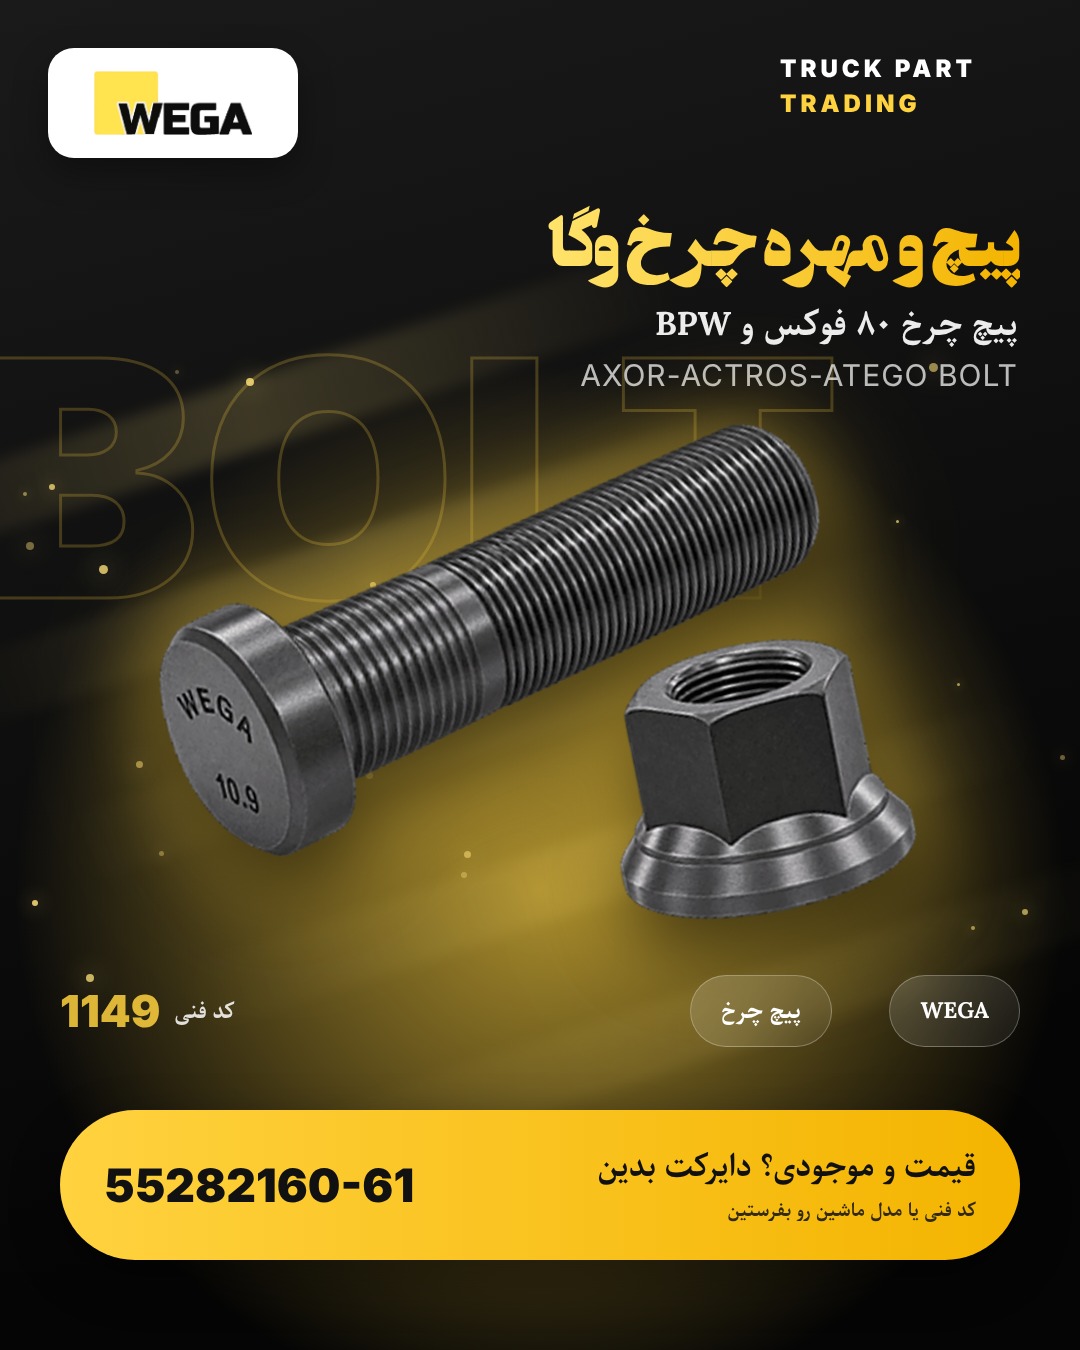 WEGA
TRUCK PART
TRADING
پیچ و مهره چرخ وگا
پیچ چرخ ۸۰ فوکس و BPW
AXOR-ACTROS-ATEGO BOLT
BOLT
WEGA
10.9
1149 کد فنی
پیچ چرخ
WEGA
قیمت و موجودی؟ دایرکت بدین
کد فنی یا مدل ماشین رو بفرستین
55282160-61